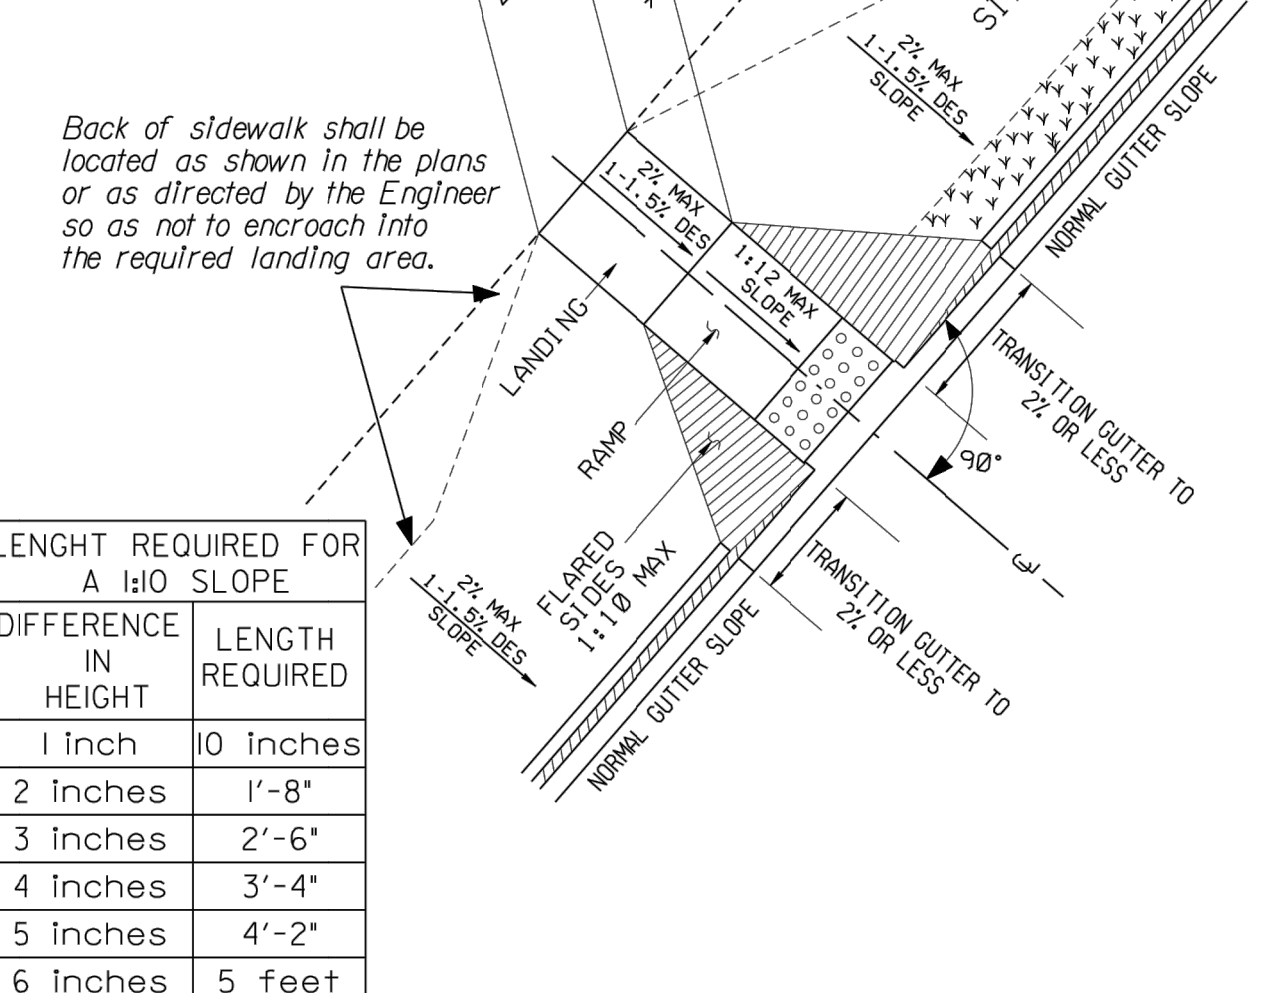 SI
2% MAX
1-1.5% DES
SLOPE
NORMAL GUTTER SLOPE
Back of sidewalk shall be
located as shown in the plans
or as directed by the Engineer
so as not to encroach into
the required landing area.
2% MAX
1-1.5% DES
1:12 MAX
SLOPE
LANDING
RAMP
FLARED
SIDES
1:10 MAX
TRANSITION GUTTER TO
2% OR LESS
90°
TRANSITION GUTTER TO
2% OR LESS
2% MAX
1-1.5% DES
SLOPE
NORMAL GUTTER SLOPE
LENGHT REQUIRED FOR
A 1:10 SLOPE
DIFFERENCE
IN
HEIGHT
LENGTH
REQUIRED
1 inch 10 inches
2 inches 1'-8"
3 inches 2'-6"
4 inches 3'-4"
5 inches 4'-2"
6 inches 5 feet